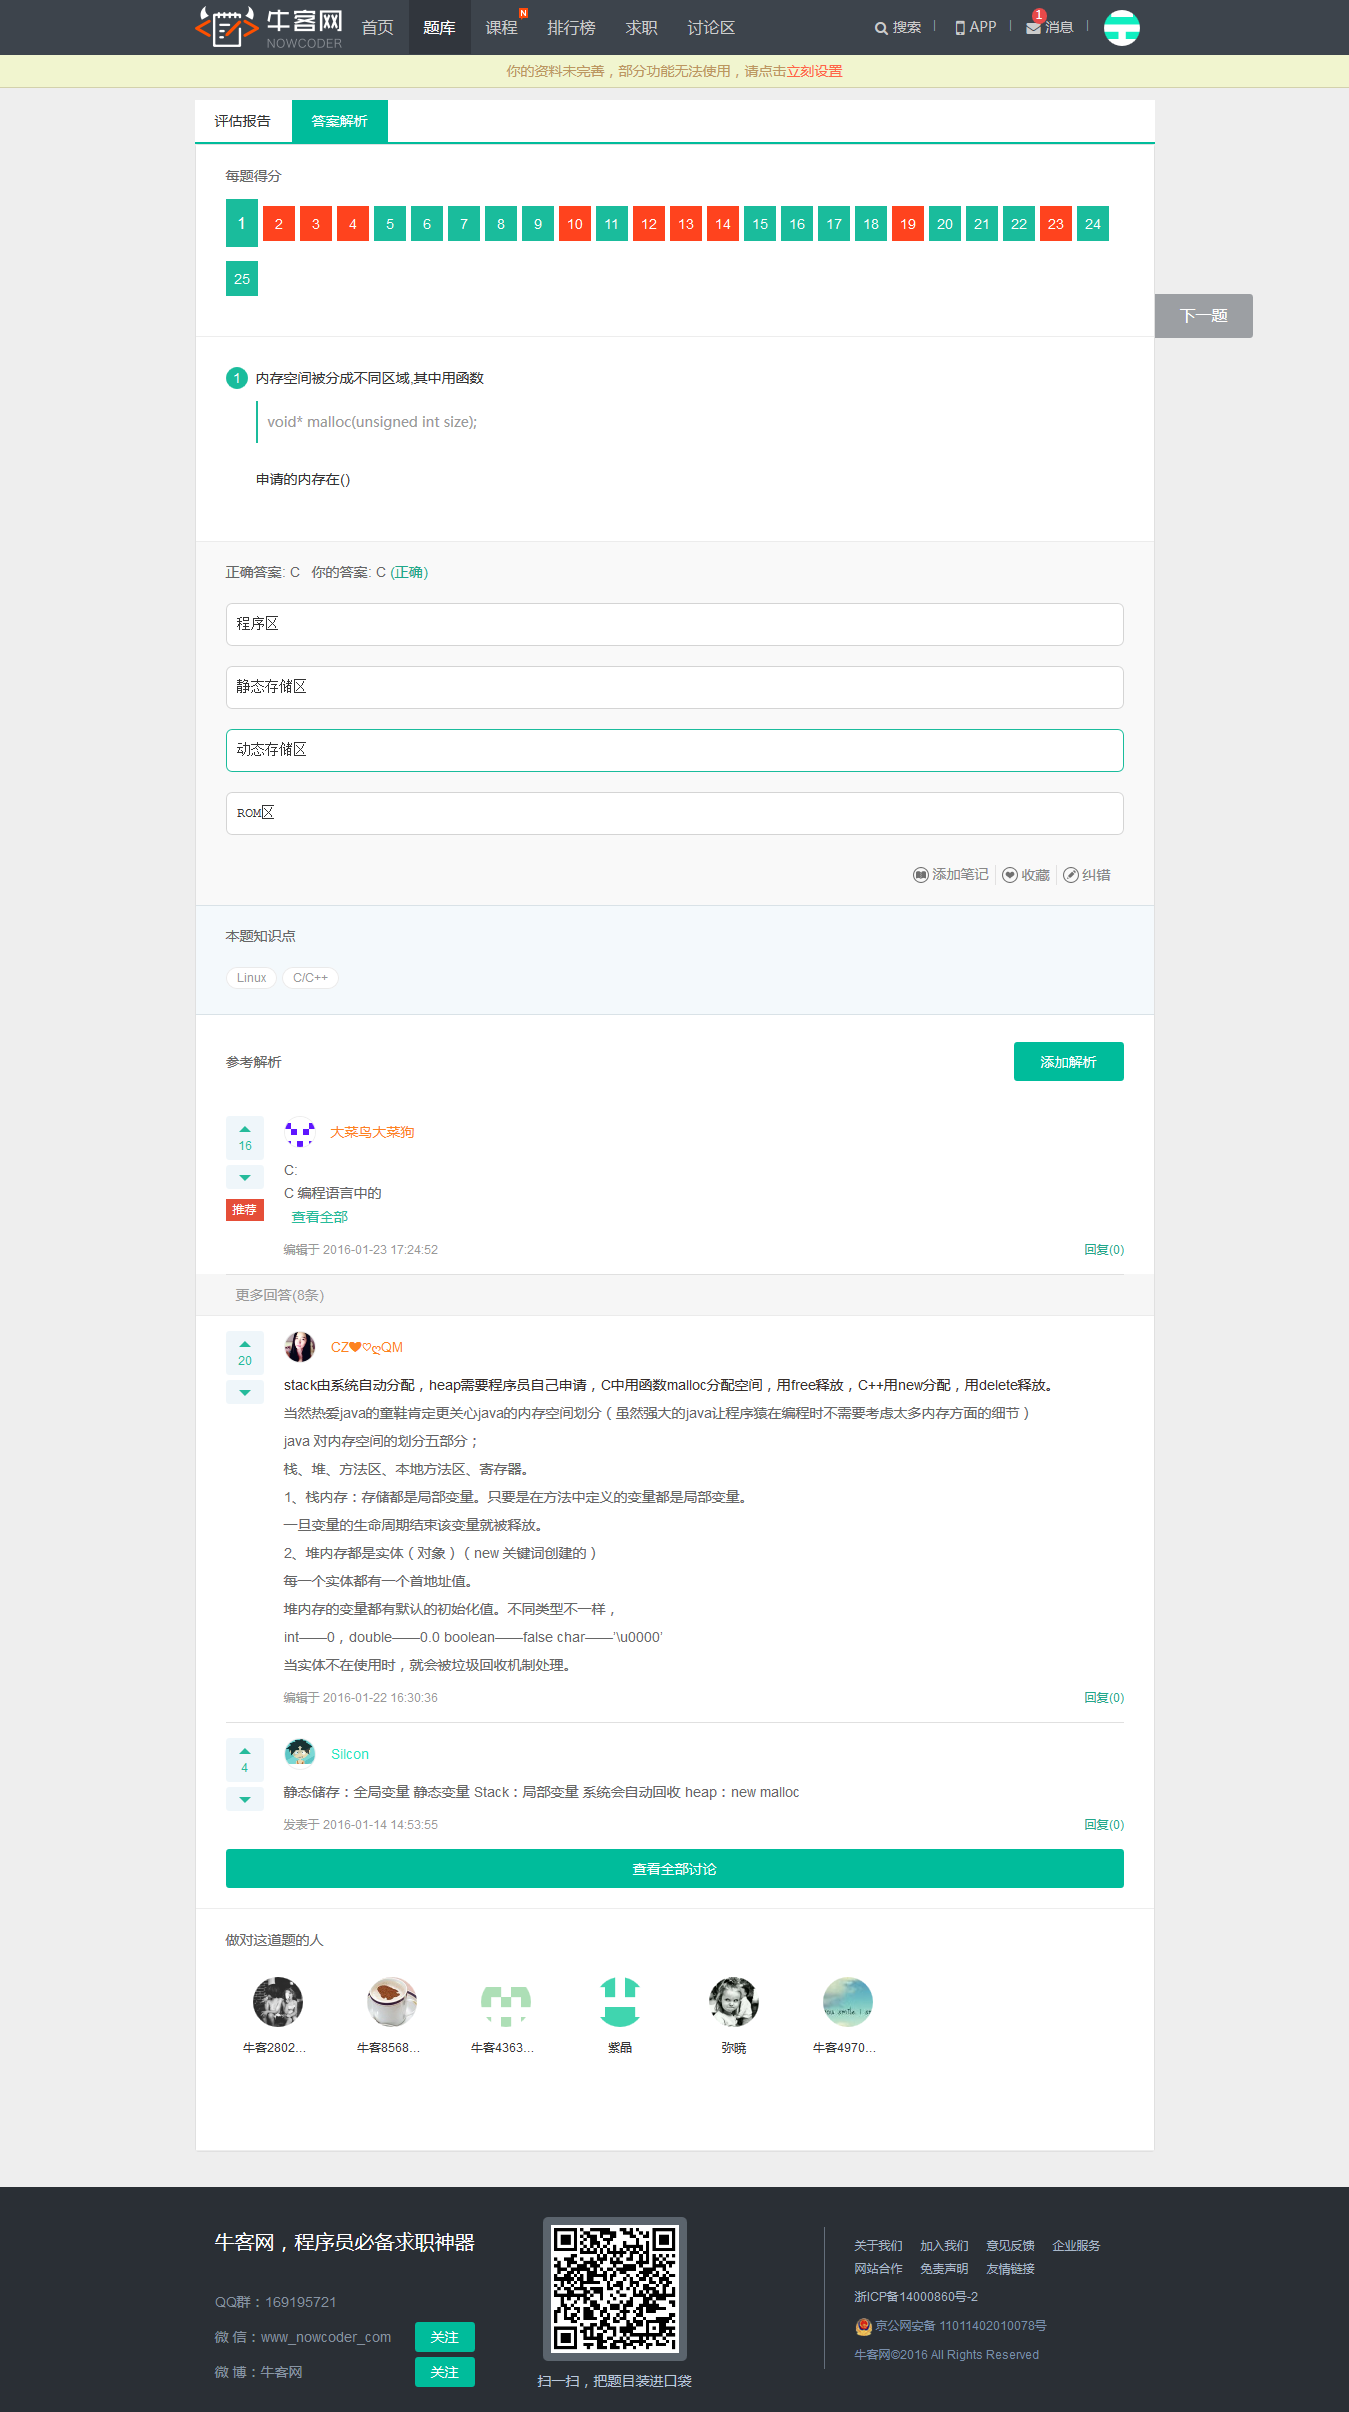 牛客网
NOWCODER
首页 题库 课程 排行榜 求职 讨论区 搜索 APP 1 消息
N
你的资料未完善，部分功能无法使用，请点击立刻设置
评估报告 答案解析
每题得分
1 2 3 4 5 6 7 8 9 10 11 12 13 14 15 16 17 18 19 20 21 22 23 24
25
下一题
1 内存空间被分成不同区域,其中用函数
void* malloc(unsigned int size);
申请的内存在()
正确答案: C 你的答案: C (正确)
程序区
静态存储区
动态存储区
ROM区
添加笔记 收藏 纠错
本题知识点
Linux C/C++
参考解析 添加解析
16 大菜鸟大菜狗
C:
C 编程语言中的
推荐 查看全部
编辑于 2016-01-23 17:24:52 回复(0)
更多回答(8条)
20 CZ❤♡ღQM
stack由系统自动分配，heap需要程序员自己申请，C中用函数malloc分配空间，用free释放，C++用new分配，用delete释放。
当然热爱java的童鞋肯定更关心java的内存空间划分（虽然强大的java让程序猿在编程时不需要考虑太多内存方面的细节）
java 对内存空间的划分五部分；
栈、堆、方法区、本地方法区、寄存器。
1、栈内存：存储都是局部变量。只要是在方法中定义的变量都是局部变量。
一旦变量的生命周期结束该变量就被释放。
2、堆内存都是实体（对象）（new 关键词创建的）
每一个实体都有一个首地址值。
堆内存的变量都有默认的初始化值。不同类型不一样，
int——0，double——0.0 boolean——false char——'\u0000'
当实体不在使用时，就会被垃圾回收机制处理。
编辑于 2016-01-22 16:30:36 回复(0)
4 Silcon
静态储存：全局变量 静态变量 Stack：局部变量 系统会自动回收 heap：new malloc
发表于 2016-01-14 14:53:55 回复(0)
查看全部讨论
做对这道题的人
牛客2802... 牛客8568... 牛客4363... 紫晶 弥晓 牛客4970...
牛客网，程序员必备求职神器
QQ群：169195721
微 信：www_nowcoder_com 关注
微 博：牛客网 关注
扫一扫，把题目装进口袋
关于我们 加入我们 意见反馈 企业服务
网站合作 免责声明 友情链接
浙ICP备14000860号-2
京公网安备 11011402010078号
牛客网©2016 All Rights Reserved